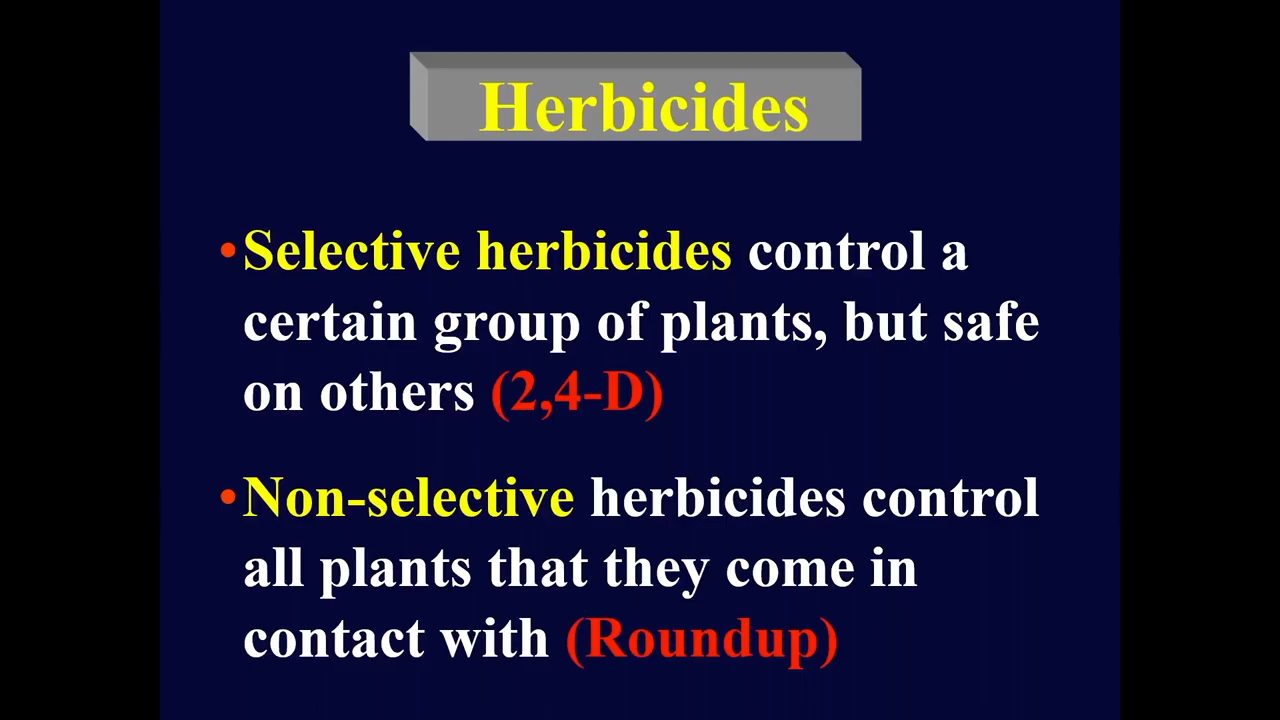 Herbicides
•Selective herbicides control a
certain group of plants, but safe
on others (2,4-D)
•Non-selective herbicides control
all plants that they come in
contact with (Roundup)